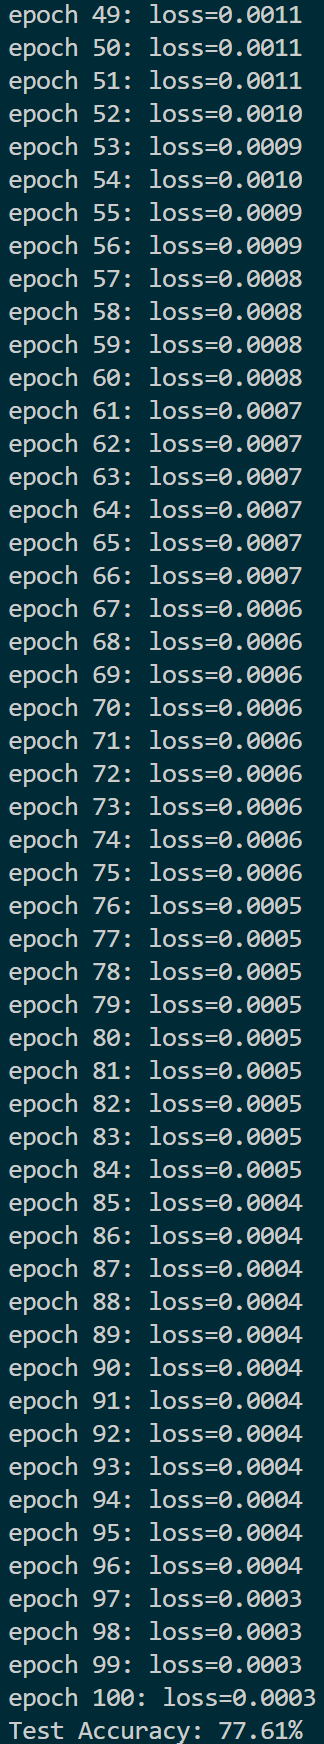 epoch 49: loss=0.0011
epoch 50: loss=0.0011
epoch 51: loss=0.0011
epoch 52: loss=0.0010
epoch 53: loss=0.0009
epoch 54: loss=0.0010
epoch 55: loss=0.0009
epoch 56: loss=0.0009
epoch 57: loss=0.0008
epoch 58: loss=0.0008
epoch 59: loss=0.0008
epoch 60: loss=0.0008
epoch 61: loss=0.0007
epoch 62: loss=0.0007
epoch 63: loss=0.0007
epoch 64: loss=0.0007
epoch 65: loss=0.0007
epoch 66: loss=0.0007
epoch 67: loss=0.0006
epoch 68: loss=0.0006
epoch 69: loss=0.0006
epoch 70: loss=0.0006
epoch 71: loss=0.0006
epoch 72: loss=0.0006
epoch 73: loss=0.0006
epoch 74: loss=0.0006
epoch 75: loss=0.0006
epoch 76: loss=0.0005
epoch 77: loss=0.0005
epoch 78: loss=0.0005
epoch 79: loss=0.0005
epoch 80: loss=0.0005
epoch 81: loss=0.0005
epoch 82: loss=0.0005
epoch 83: loss=0.0005
epoch 84: loss=0.0005
epoch 85: loss=0.0004
epoch 86: loss=0.0004
epoch 87: loss=0.0004
epoch 88: loss=0.0004
epoch 89: loss=0.0004
epoch 90: loss=0.0004
epoch 91: loss=0.0004
epoch 92: loss=0.0004
epoch 93: loss=0.0004
epoch 94: loss=0.0004
epoch 95: loss=0.0004
epoch 96: loss=0.0004
epoch 97: loss=0.0003
epoch 98: loss=0.0003
epoch 99: loss=0.0003
epoch 100: loss=0.0003
Test Accuracy: 77.61%